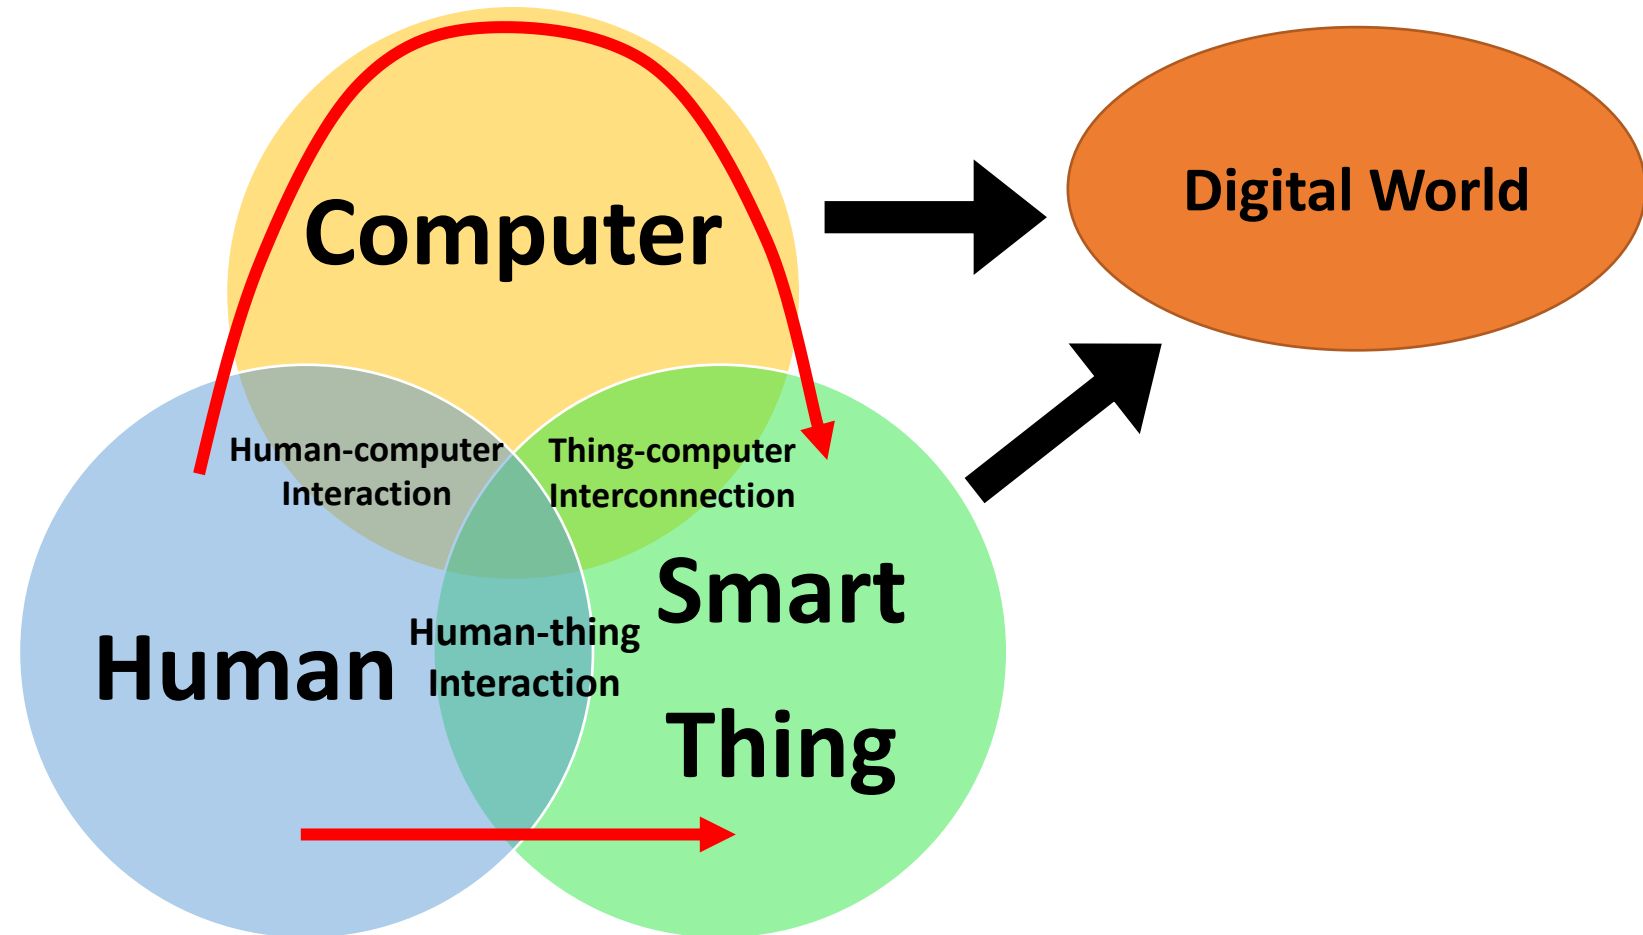 Computer
Digital World
Human-computer
Interaction
Thing-computer
Interconnection
Human
Human-thing
Interaction
Smart
Thing